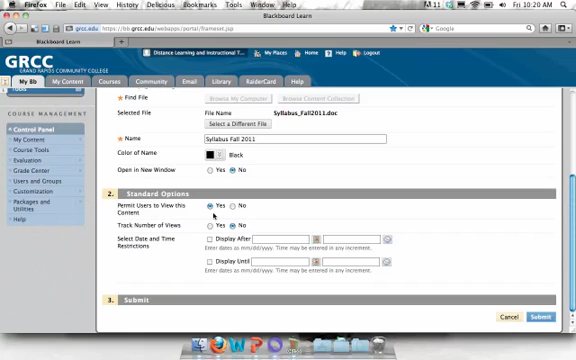 Firefox File Edit View History Bookmarks Tools Window Help
Fri 10:20 AM
Blackboard Learn
grcc.edu https://bb.grcc.edu/webapps/portal/frameset.jsp
Google
Blackboard Learn
Distance Learning and Instructional T... My Places Home Help Logout
GRCC
GRAND RAPIDS COMMUNITY COLLEGE
My Bb My Content Courses Community Email Library RaiderCard Help
Tools
COURSE MANAGEMENT
Control Panel
My Content
Course Tools
Evaluation
Grade Center
Users and Groups
Customization
Packages and Utilities
Help
Find File Browse My Computer Browse Content Collection
Selected File File Name Syllabus_Fall2011.doc
Select a Different File
Name Syllabus Fall 2011
Color of Name Black
Open in New Window Yes No
2. Standard Options
Permit Users to View this Content Yes No
Track Number of Views Yes No
Select Date and Time Restrictions Display After
Enter dates as mm/dd/yyyy. Time may be entered in any increment.
Display Until
Enter dates as mm/dd/yyyy. Time may be entered in any increment.
3. Submit
Cancel Submit